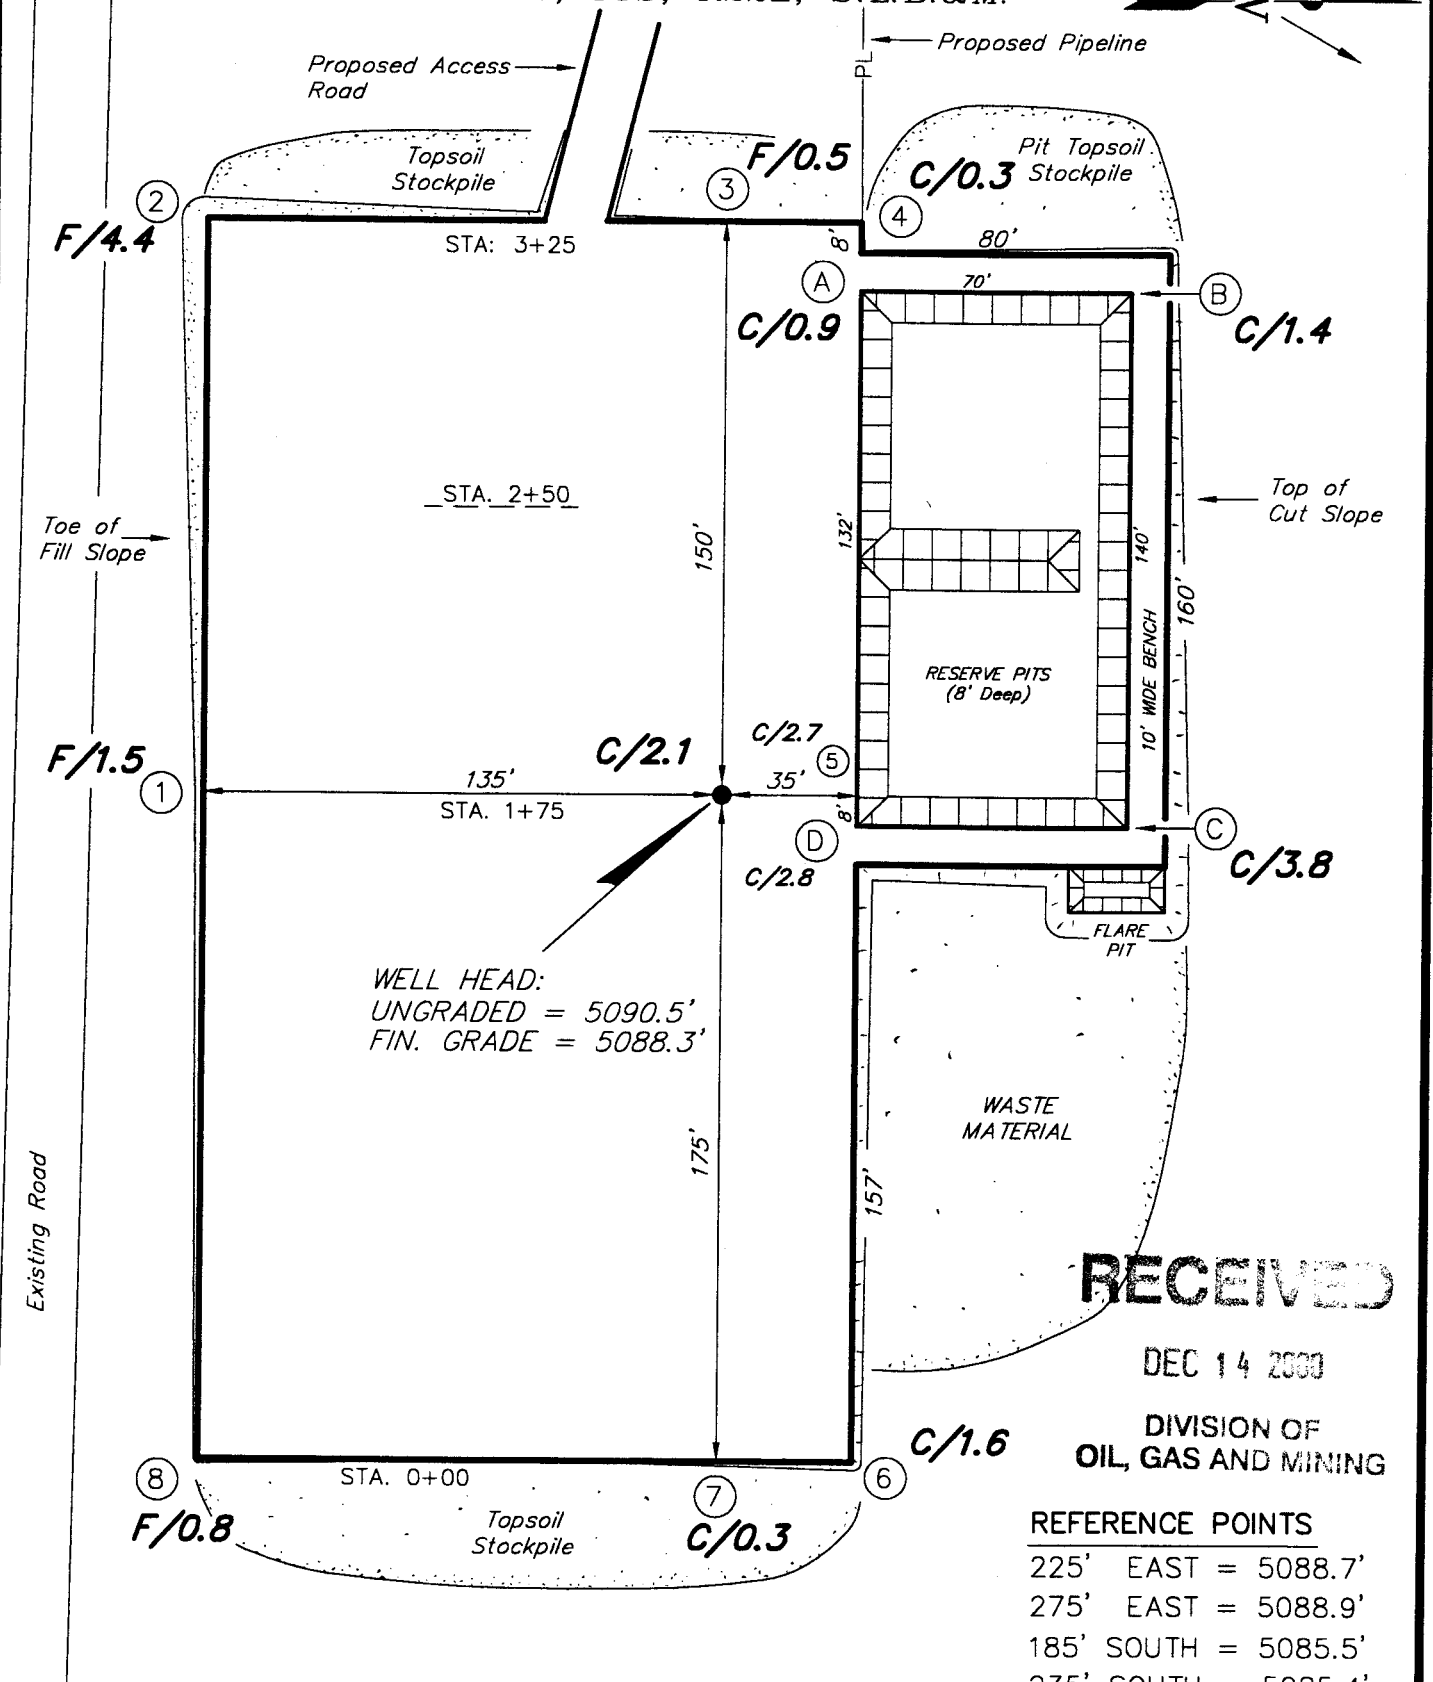 Proposed Pipeline
PL
Proposed Access
Road
Topsoil
Stockpile
F/0.5
Pit Topsoil
Stockpile
C/0.3
2
3
4
F/4.4
STA: 3+25
8'
80'
A
70'
B
C/0.9
C/1.4
STA. 2+50
Toe of
Fill Slope
150'
132'
140'
Top of
Cut Slope
160'
10' WIDE BENCH
RESERVE PITS
(8' Deep)
F/1.5
C/2.1
C/2.7
5
1
135'
35'
STA. 1+75
8'
D
C
C/2.8
C/3.8
FLARE
PIT
WELL HEAD:
UNGRADED = 5090.5'
FIN. GRADE = 5088.3'
WASTE
MATERIAL
175'
157'
Existing Road
RECEIVED
DEC 14 2000
DIVISION OF
OIL, GAS AND MINING
C/1.6
8
STA. 0+00
7
6
F/0.8
Topsoil
Stockpile
C/0.3
REFERENCE POINTS
225' EAST = 5088.7'
275' EAST = 5088.9'
185' SOUTH = 5085.5'